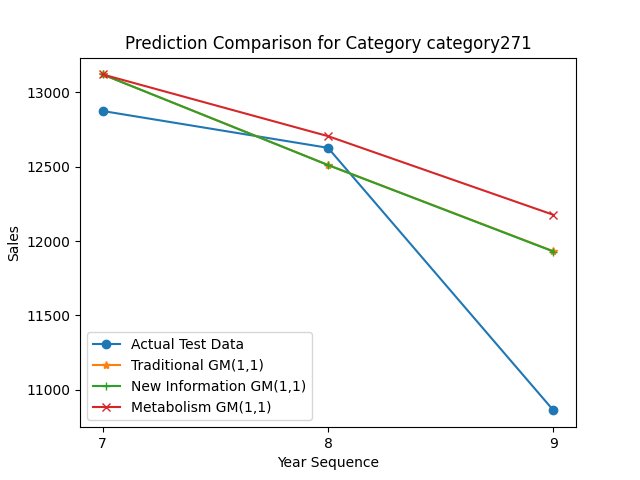 Prediction Comparison for Category category271
Sales
13000
12500
12000
11500
11000
Actual Test Data
Traditional GM(1,1)
New Information GM(1,1)
Metabolism GM(1,1)
7
8
9
Year Sequence